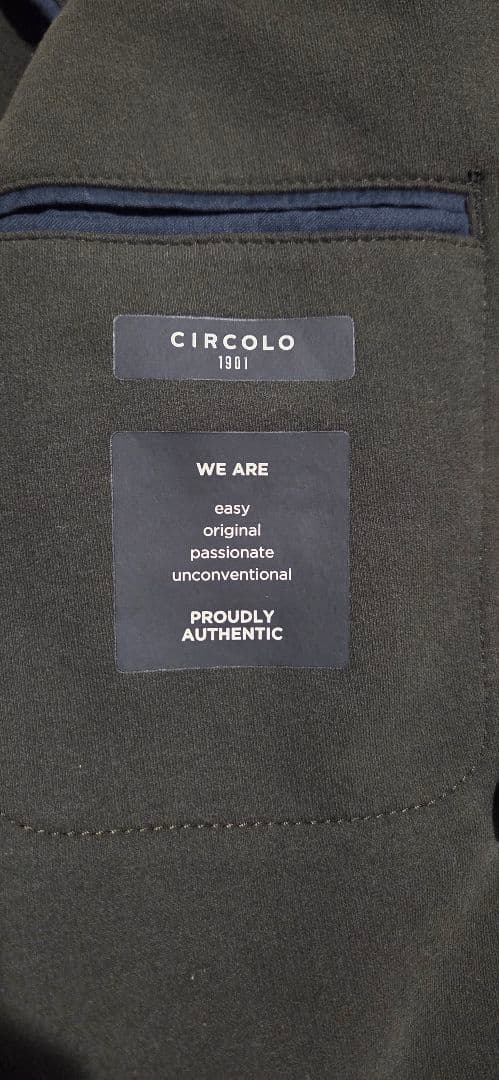 CIRCOLO
1901
WE ARE
easy
original
passionate
unconventional
PROUDLY
AUTHENTIC